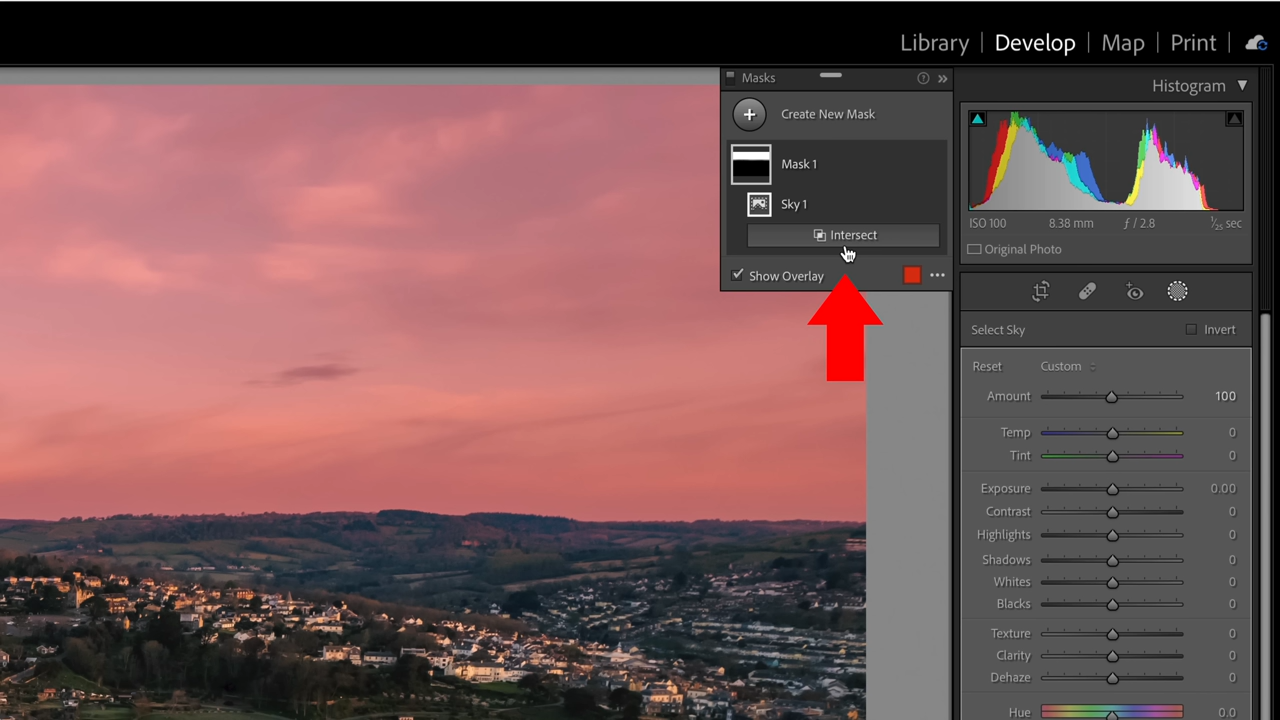 Library | Develop | Map | Print |
Masks
Create New Mask
Mask 1
Sky 1
Intersect
Show Overlay
Histogram
ISO 100 8.38 mm ƒ / 2.8 1/25 sec
Original Photo
Select Sky Invert
Reset Custom
Amount 100
Temp 0
Tint 0
Exposure 0.00
Contrast 0
Highlights 0
Shadows 0
Whites 0
Blacks 0
Texture 0
Clarity 0
Dehaze 0
Hue 0.0